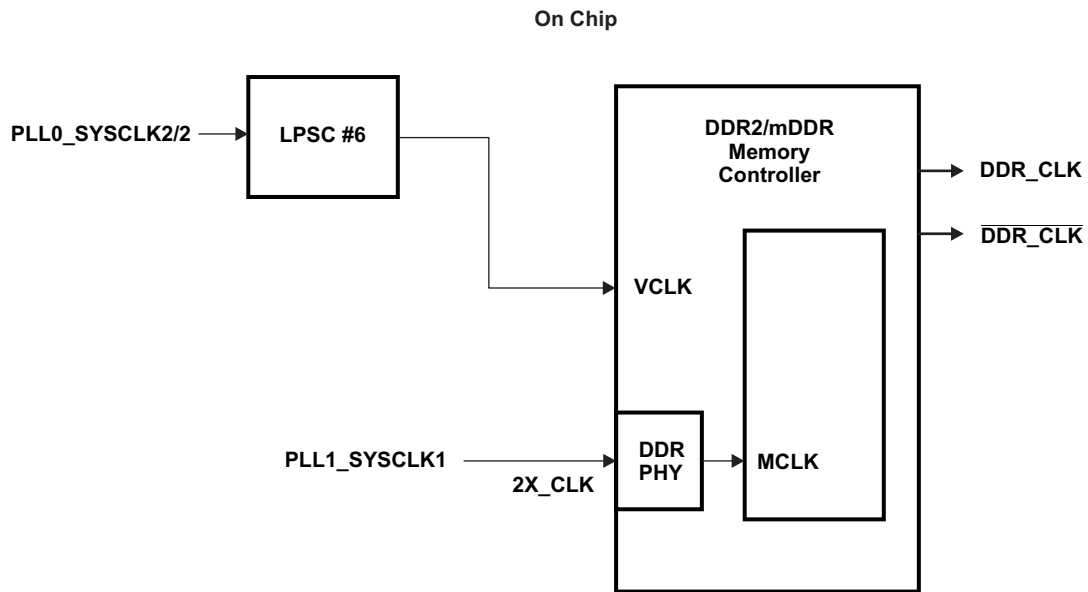 On Chip
PLL0_SYSCLK2/2
LPSC #6
DDR2/mDDR
Memory
Controller
DDR_CLK
DDR_CLK
VCLK
PLL1_SYSCLK1
2X_CLK
DDR
PHY
MCLK